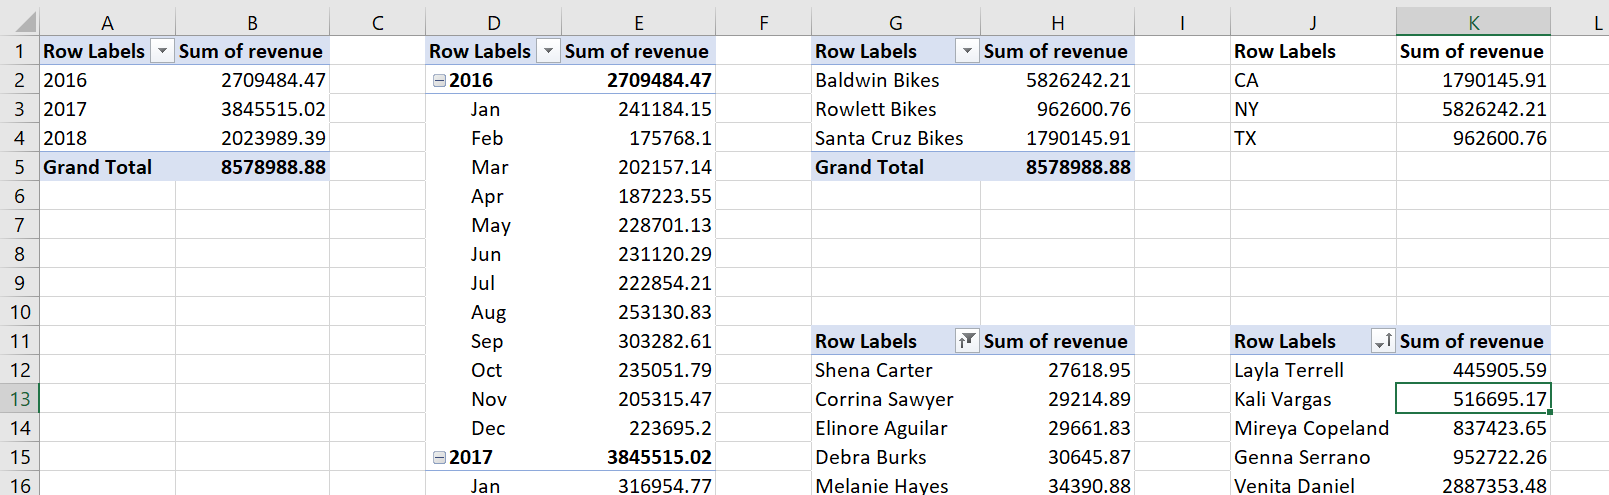 A B C D E F G H I J K L
1 Row Labels Sum of revenue Row Labels Sum of revenue Row Labels Sum of revenue Row Labels Sum of revenue
2 2016 2709484.47 2016 2709484.47 Baldwin Bikes 5826242.21 CA 1790145.91
3 2017 3845515.02 Jan 241184.15 Rowlett Bikes 962600.76 NY 5826242.21
4 2018 2023989.39 Feb 175768.1 Santa Cruz Bikes 1790145.91 TX 962600.76
5 Grand Total 8578988.88 Mar 202157.14 Grand Total 8578988.88
6 Apr 187223.55
7 May 228701.13
8 Jun 231120.29
9 Jul 222854.21
10 Aug 253130.83
11 Sep 303282.61 Row Labels Sum of revenue Row Labels Sum of revenue
12 Oct 235051.79 Shena Carter 27618.95 Layla Terrell 445905.59
13 Nov 205315.47 Corrina Sawyer 29214.89 Kali Vargas 516695.17
14 Dec 223695.2 Elinore Aguilar 29661.83 Mireya Copeland 837423.65
15 2017 3845515.02 Debra Burks 30645.87 Genna Serrano 952722.26
16 Jan 316954.77 Melanie Hayes 34390.88 Venita Daniel 2887353.48